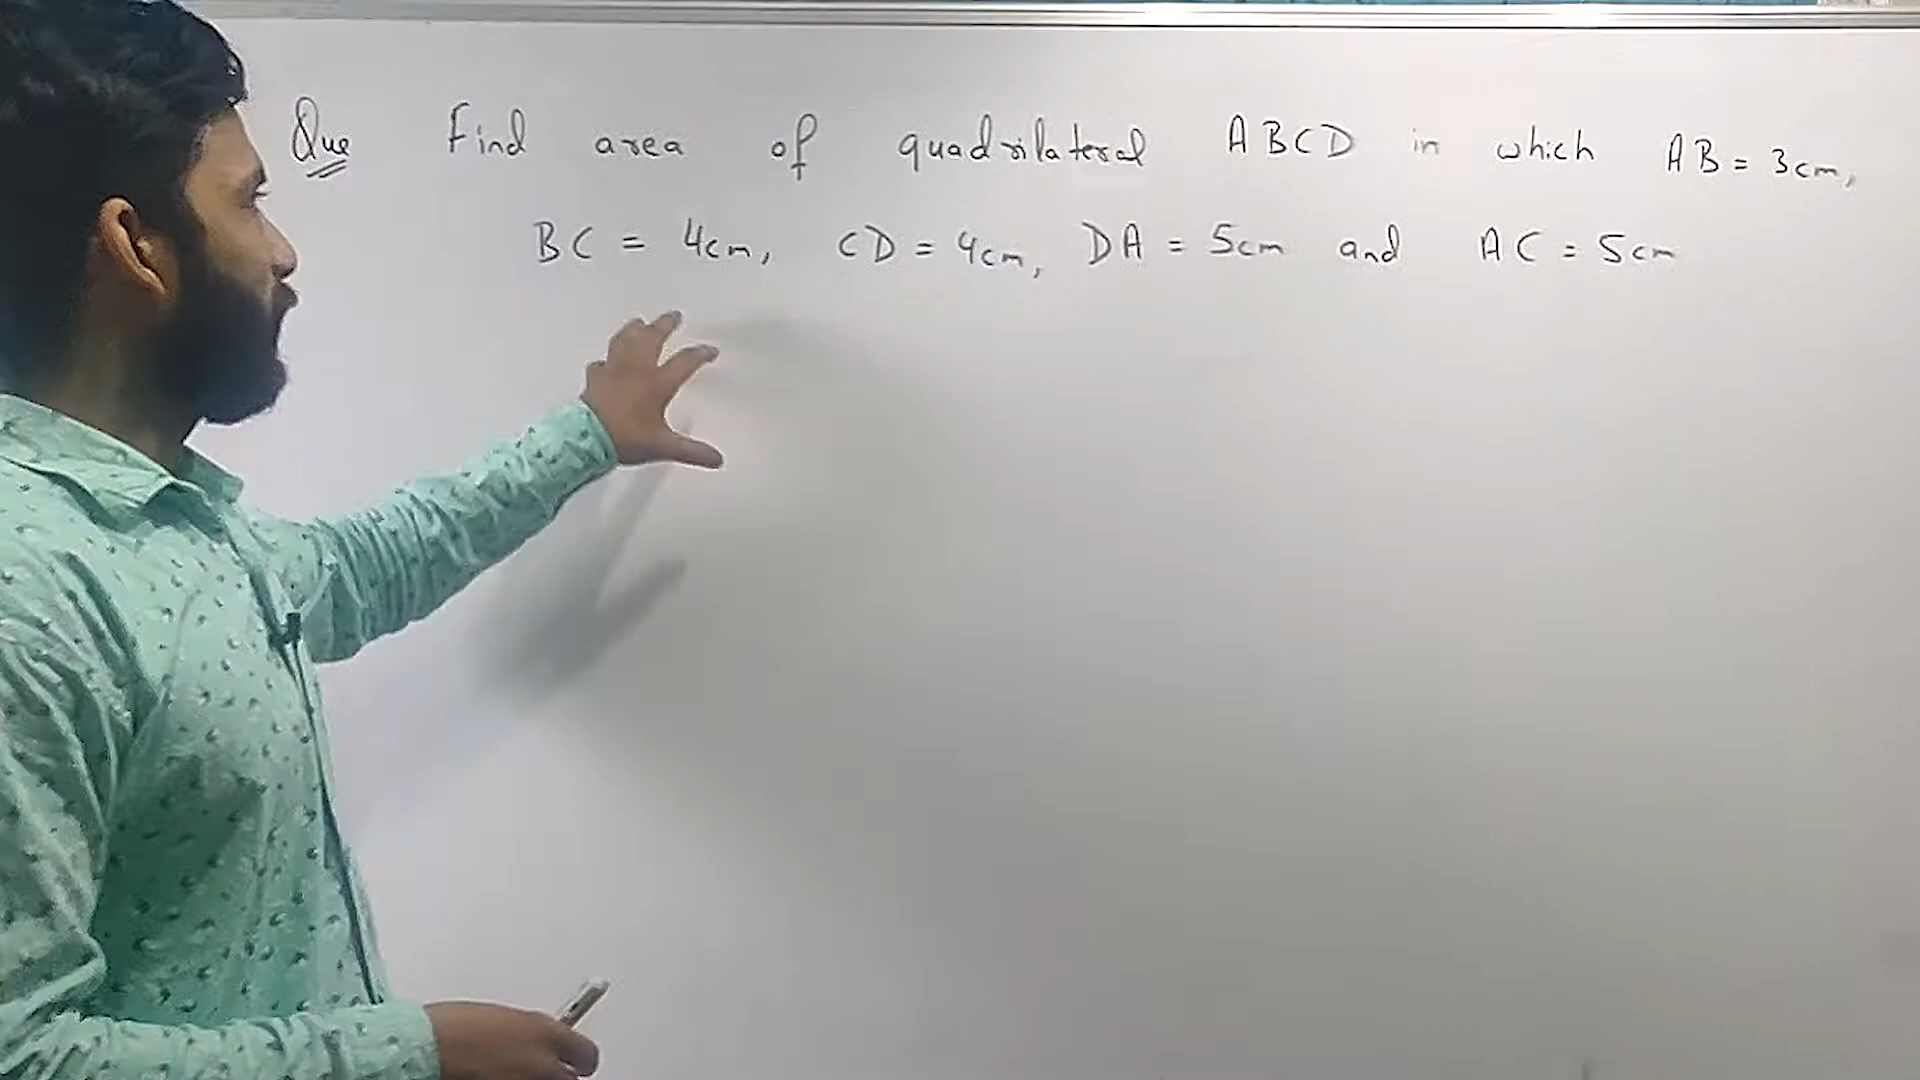 Que Find area of quadrilateral ABCD in which AB = 3cm,
BC = 4cm, CD = 4cm, DA = 5cm and AC = 5cm